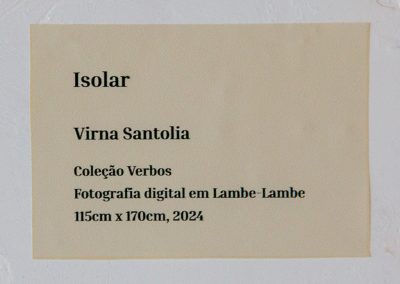 Isolar
Virna Santolia
Coleção Verbos
Fotografia digital em Lambe-Lambe
115cm x 170cm, 2024